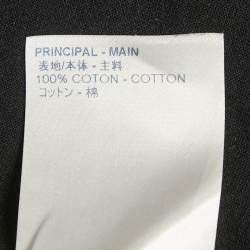 PRINCIPAL - MAIN
表地/本体 - 主料
100% COTON - COTTON
コットン - 棉